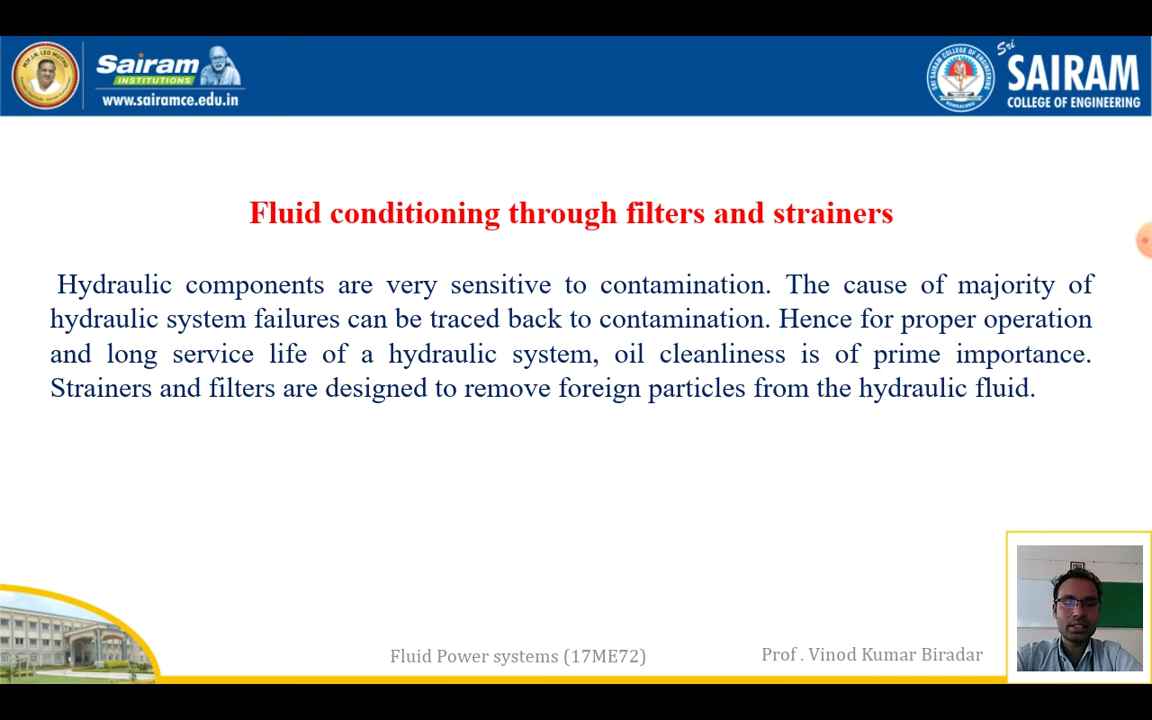 Sairam
INSTITUTIONS
www.sairamce.edu.in
Sri
SAIRAM
COLLEGE OF ENGINEERING
Fluid conditioning through filters and strainers
Hydraulic components are very sensitive to contamination. The cause of majority of
hydraulic system failures can be traced back to contamination. Hence for proper operation
and long service life of a hydraulic system, oil cleanliness is of prime importance.
Strainers and filters are designed to remove foreign particles from the hydraulic fluid.
Fluid Power systems (17ME72)
Prof . Vinod Kumar Biradar